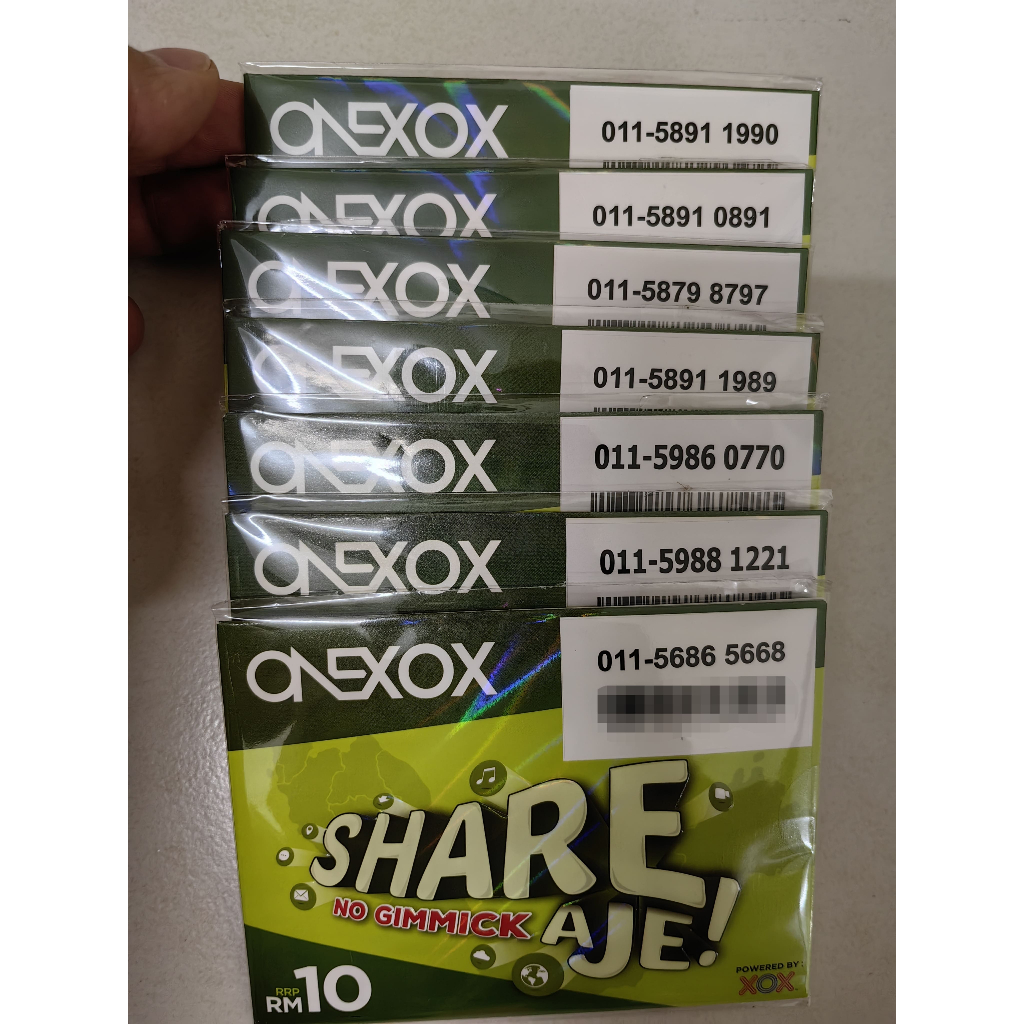 ONEXOX
011-5891 1990
ONEXOX
011-5891 0891
ONEXOX
011-5879 8797
ONEXOX
011-5891 1989
ONEXOX
011-5986 0770
ONEXOX
011-5988 1221
ONEXOX
011-5686 5668
SHARE
NO GIMMICK
AJE!
RRP
RM10
POWERED BY :
XOX